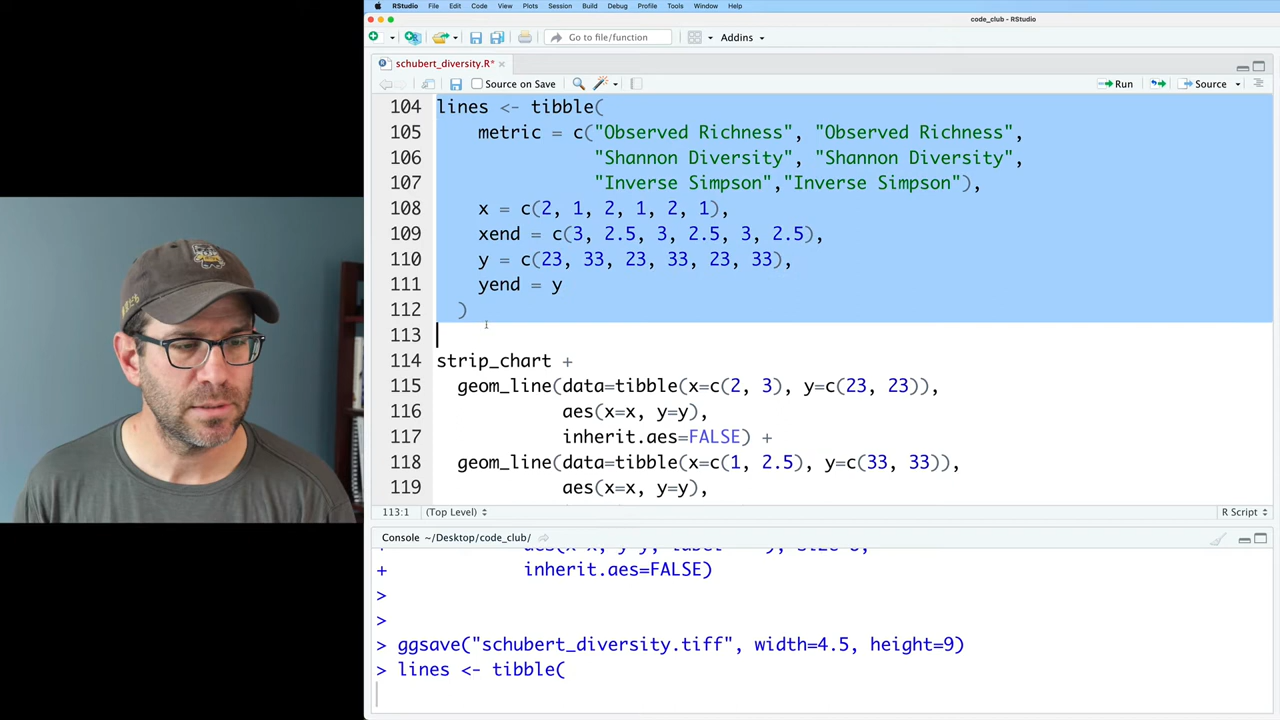 RStudio File Edit Code View Plots Session Build Debug Profile Tools Window Help
code_club - RStudio
Go to file/function Addins
schubert_diversity.R*
Source on Save Run Source
104 lines <- tibble(
105 metric = c("Observed Richness", "Observed Richness",
106 "Shannon Diversity", "Shannon Diversity",
107 "Inverse Simpson","Inverse Simpson"),
108 x = c(2, 1, 2, 1, 2, 1),
109 xend = c(3, 2.5, 3, 2.5, 3, 2.5),
110 y = c(23, 33, 23, 33, 23, 33),
111 yend = y
112 )
113
114 strip_chart +
115 geom_line(data=tibble(x=c(2, 3), y=c(23, 23)),
116 aes(x=x, y=y),
117 inherit.aes=FALSE) +
118 geom_line(data=tibble(x=c(1, 2.5), y=c(33, 33)),
119 aes(x=x, y=y),
113:1 (Top Level) R Script
Console ~/Desktop/code_club/
+ inherit.aes=FALSE)
>
>
> ggsave("schubert_diversity.tiff", width=4.5, height=9)
> lines <- tibble(